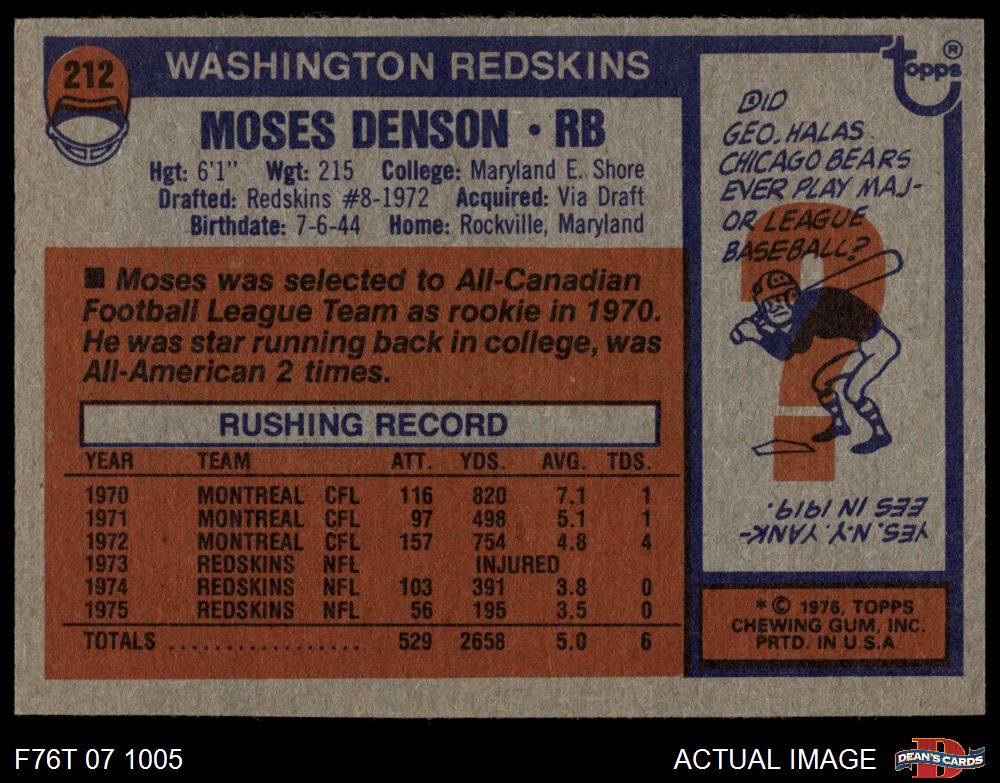 212
WASHINGTON REDSKINS
MOSES DENSON • RB
Hgt: 6'1" Wgt: 215 College: Maryland E. Shore
Drafted: Redskins #8-1972 Acquired: Via Draft
Birthdate: 7-6-44 Home: Rockville, Maryland
■ Moses was selected to All-Canadian
Football League Team as rookie in 1970.
He was star running back in college, was
All-American 2 times.
RUSHING RECORD
YEAR TEAM ATT. YDS. AVG. TDS.
1970 MONTREAL CFL 116 820 7.1 1
1971 MONTREAL CFL 97 498 5.1 1
1972 MONTREAL CFL 157 754 4.8 4
1973 REDSKINS NFL INJURED
1974 REDSKINS NFL 103 391 3.8 0
1975 REDSKINS NFL 56 195 3.5 0
TOTALS .................. 529 2658 5.0 6
topps ®
DID
GEO. HALAS
CHICAGO BEARS
EVER PLAY MAJ-
OR LEAGUE
BASEBALL?
?
YES. N.Y. YANK-
EES IN 1919.
* © 1976, TOPPS
CHEWING GUM, INC.
PRTD. IN U.S.A.
F76T 07 1005
ACTUAL IMAGE
D
DEAN'S CARDS